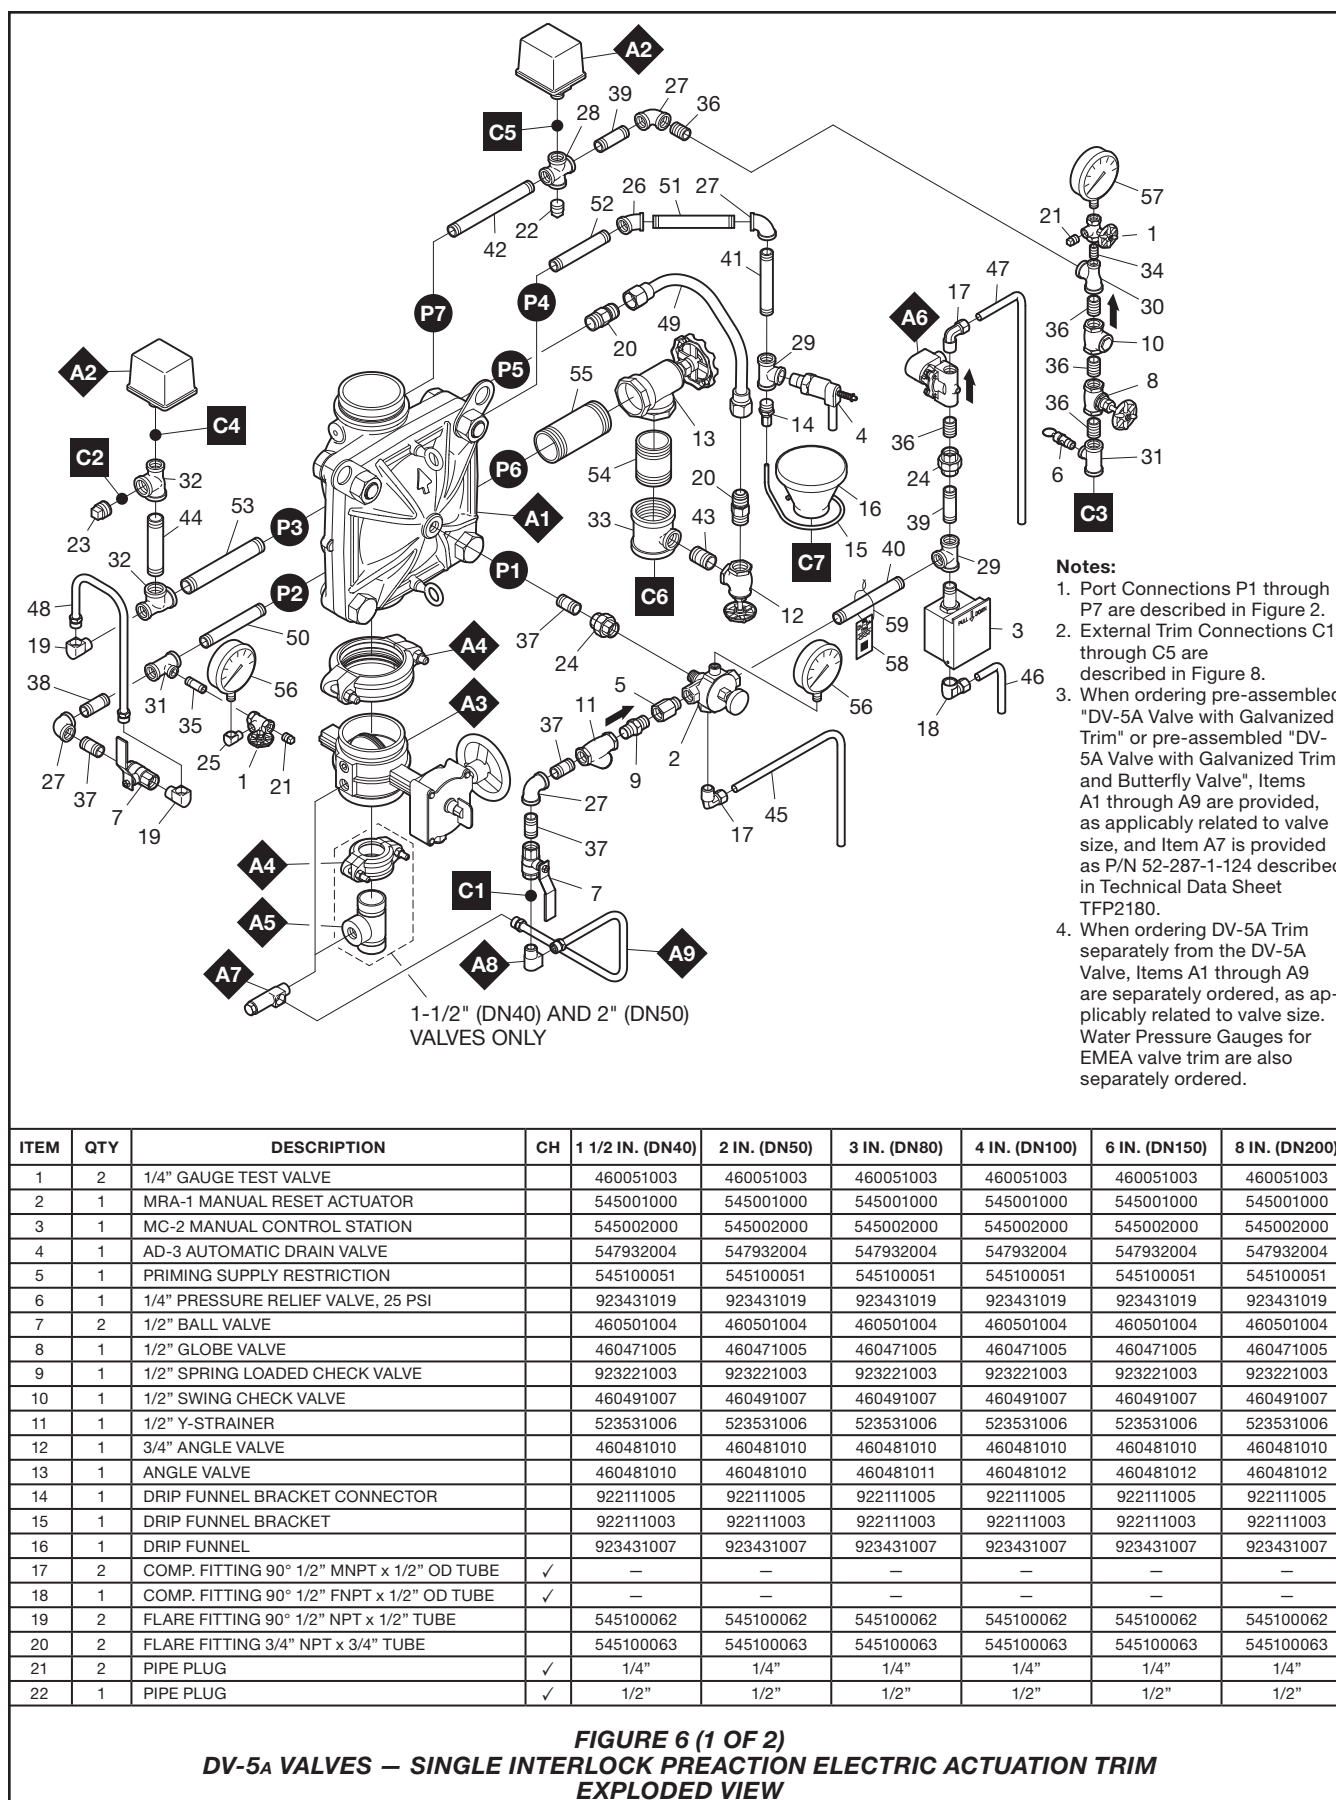 A2
27
39
36
28
C5
57
26
51
27
52
21
1
22
42
47
34
41
P7
P4
17
30
A6
36
49
A2
20
29
10
P5
55
36
8
C4
14
4
36
13
36
C2
P6
54
24
6
31
32
20
16
44
53
A1
33
43
39
C3
23
P3
15
40
32
P1
C7
29
Notes:
1. Port Connections P1 through
P7 are described in Figure 2.
2. External Trim Connections C1
through C5 are
described in Figure 8.
3. When ordering pre-assembled
"DV-5A Valve with Galvanized
Trim" or pre-assembled "DV-
5A Valve with Galvanized Trim
and Butterfly Valve", Items
A1 through A9 are provided,
as applicably related to valve
size, and Item A7 is provided
as P/N 52-287-1-124 described
in Technical Data Sheet
TFP2180.
4. When ordering DV-5A Trim
separately from the DV-5A
Valve, Items A1 through A9
are separately ordered, as ap-
plicably related to valve size.
Water Pressure Gauges for
EMEA valve trim are also
separately ordered.
48
P2
C6
12
59
PULL DOWN
3
19
50
37
24
A4
58
38
56
5
56
46
31
35
A3
11
18
37
25
27
37
1
21
9
2
7
19
27
17
45
37
A4
C1
7
A5
A8
A9
A7
1-1/2" (DN40) AND 2" (DN50)
VALVES ONLY
ITEM QTY DESCRIPTION CH 1 1/2 IN. (DN40) 2 IN. (DN50) 3 IN. (DN80) 4 IN. (DN100) 6 IN. (DN150) 8 IN. (DN200)
1 2 1/4” GAUGE TEST VALVE 460051003 460051003 460051003 460051003 460051003 460051003
2 1 MRA-1 MANUAL RESET ACTUATOR 545001000 545001000 545001000 545001000 545001000 545001000
3 1 MC-2 MANUAL CONTROL STATION 545002000 545002000 545002000 545002000 545002000 545002000
4 1 AD-3 AUTOMATIC DRAIN VALVE 547932004 547932004 547932004 547932004 547932004 547932004
5 1 PRIMING SUPPLY RESTRICTION 545100051 545100051 545100051 545100051 545100051 545100051
6 1 1/4” PRESSURE RELIEF VALVE, 25 PSI 923431019 923431019 923431019 923431019 923431019 923431019
7 2 1/2” BALL VALVE 460501004 460501004 460501004 460501004 460501004 460501004
8 1 1/2” GLOBE VALVE 460471005 460471005 460471005 460471005 460471005 460471005
9 1 1/2” SPRING LOADED CHECK VALVE 923221003 923221003 923221003 923221003 923221003 923221003
10 1 1/2” SWING CHECK VALVE 460491007 460491007 460491007 460491007 460491007 460491007
11 1 1/2” Y-STRAINER 523531006 523531006 523531006 523531006 523531006 523531006
12 1 3/4” ANGLE VALVE 460481010 460481010 460481010 460481010 460481010 460481010
13 1 ANGLE VALVE 460481010 460481010 460481011 460481012 460481012 460481012
14 1 DRIP FUNNEL BRACKET CONNECTOR 922111005 922111005 922111005 922111005 922111005 922111005
15 1 DRIP FUNNEL BRACKET 922111003 922111003 922111003 922111003 922111003 922111003
16 1 DRIP FUNNEL 923431007 923431007 923431007 923431007 923431007 923431007
17 2 COMP. FITTING 90° 1/2” MNPT x 1/2” OD TUBE ✓ – – – – – –
18 1 COMP. FITTING 90° 1/2” FNPT x 1/2” OD TUBE ✓ – – – – – –
19 2 FLARE FITTING 90° 1/2” NPT x 1/2” TUBE 545100062 545100062 545100062 545100062 545100062 545100062
20 2 FLARE FITTING 3/4” NPT x 3/4” TUBE 545100063 545100063 545100063 545100063 545100063 545100063
21 2 PIPE PLUG ✓ 1/4” 1/4” 1/4” 1/4” 1/4” 1/4”
22 1 PIPE PLUG ✓ 1/2” 1/2” 1/2” 1/2” 1/2” 1/2”
FIGURE 6 (1 OF 2)
DV-5A VALVES — SINGLE INTERLOCK PREACTION ELECTRIC ACTUATION TRIM
EXPLODED VIEW